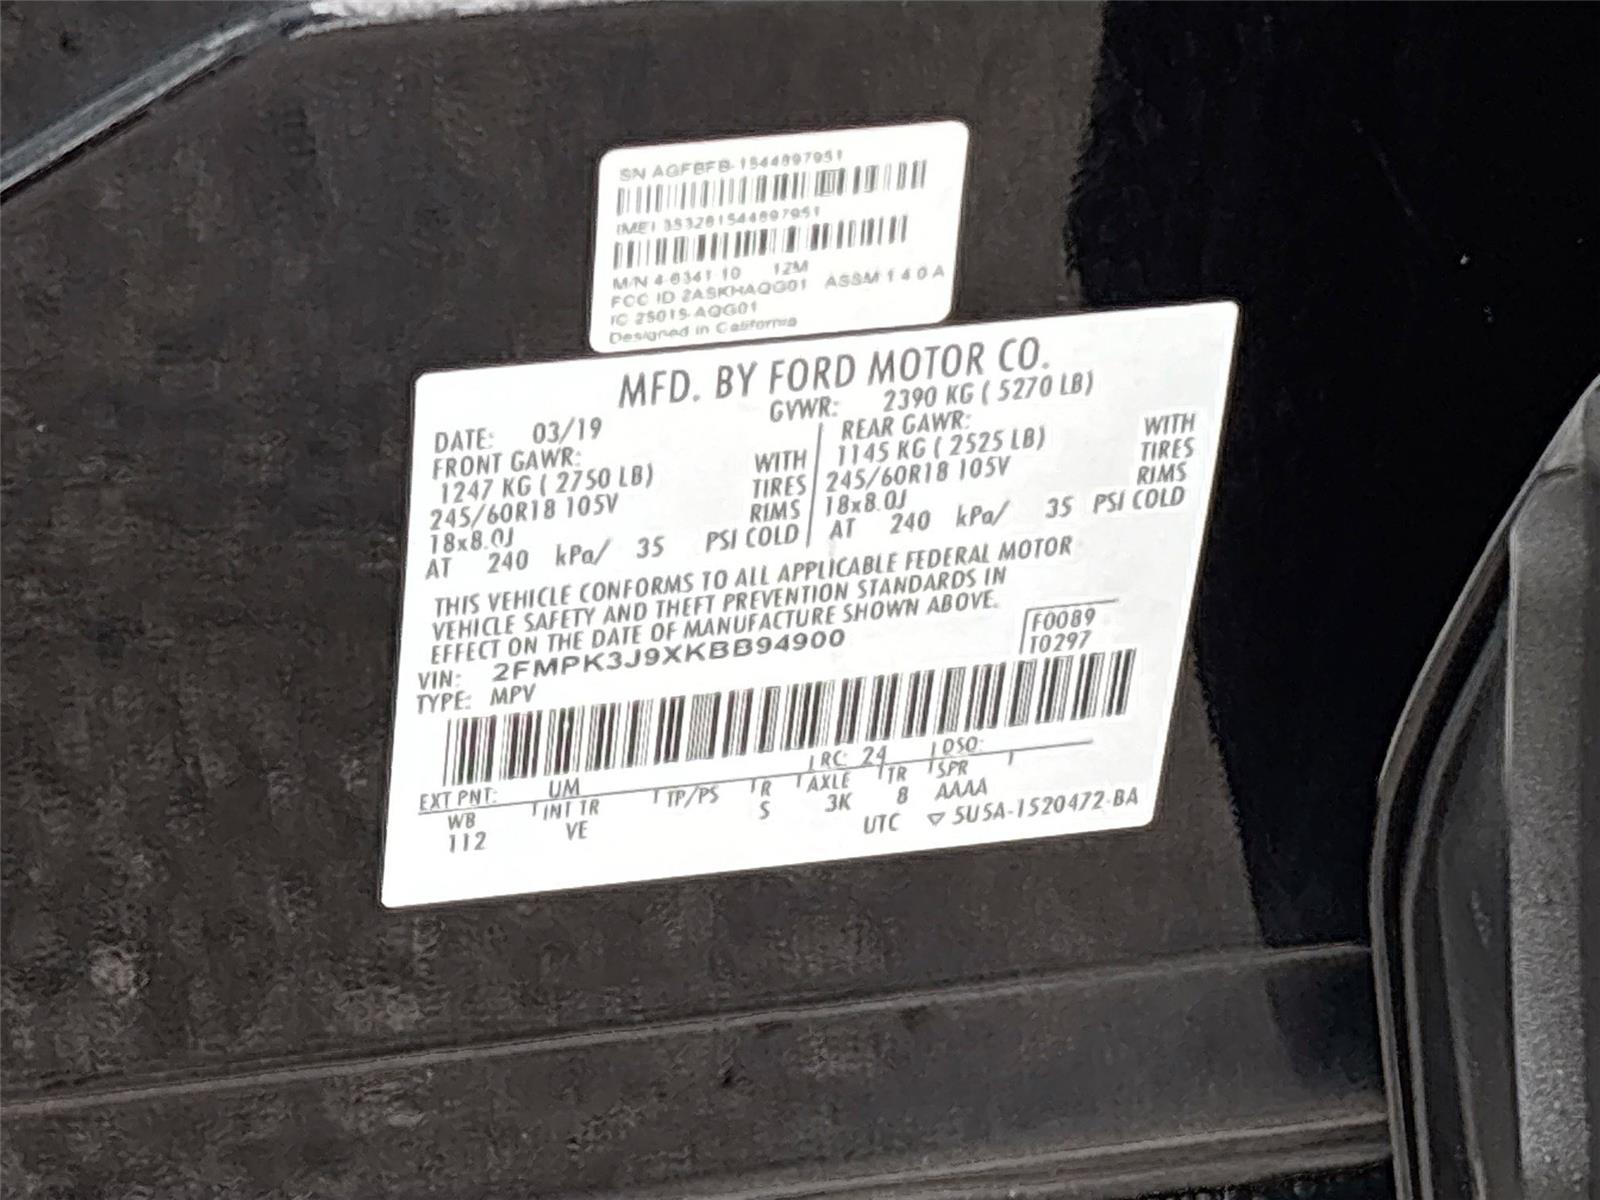 SN AGFBFB-1544897951
IMEI 353281544897951
M/N 4-6341 10 12M
FCC ID 2ASKHAQG01 ASSM 1 4 0 A
IC 25015-AQG01
Designed in California
MFD. BY FORD MOTOR CO.
DATE: 03/19 GVWR: 2390 KG ( 5270 LB)
FRONT GAWR: REAR GAWR:
1247 KG ( 2750 LB) WITH 1145 KG ( 2525 LB) WITH
245/60R18 105V TIRES 245/60R18 105V TIRES
18x8.0J RIMS 18x8.0J RIMS
AT 240 kPa/ 35 PSI COLD AT 240 kPa/ 35 PSI COLD
THIS VEHICLE CONFORMS TO ALL APPLICABLE FEDERAL MOTOR
VEHICLE SAFETY AND THEFT PREVENTION STANDARDS IN
EFFECT ON THE DATE OF MANUFACTURE SHOWN ABOVE.
VIN: 2FMPK3J9XKBB94900 F0089
TYPE: MPV T0297
EXT PNT: UM RC: 24 DSO:
WB INT TR TP/PS R AXLE TR SPR
112 VE S 3K 8 AAAA
UTC ▽ 5U5A-1520472-BA